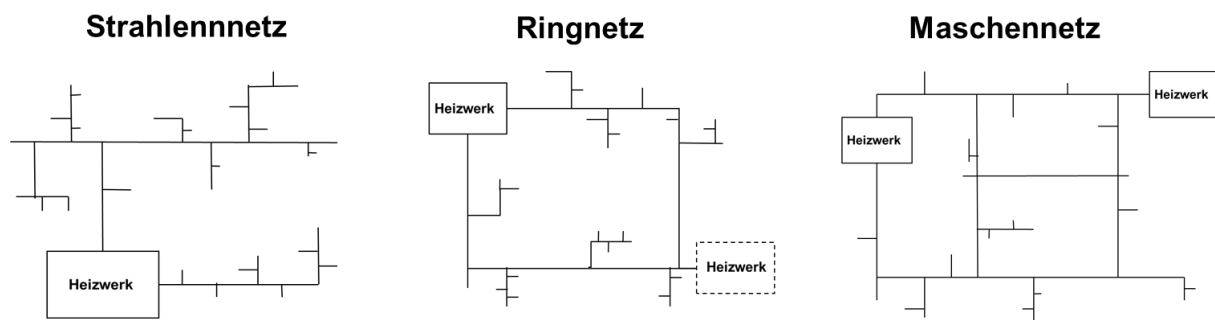 Strahlennnetz
Ringnetz
Maschennetz
Heizwerk
Heizwerk
Heizwerk
Heizwerk
Heizwerk